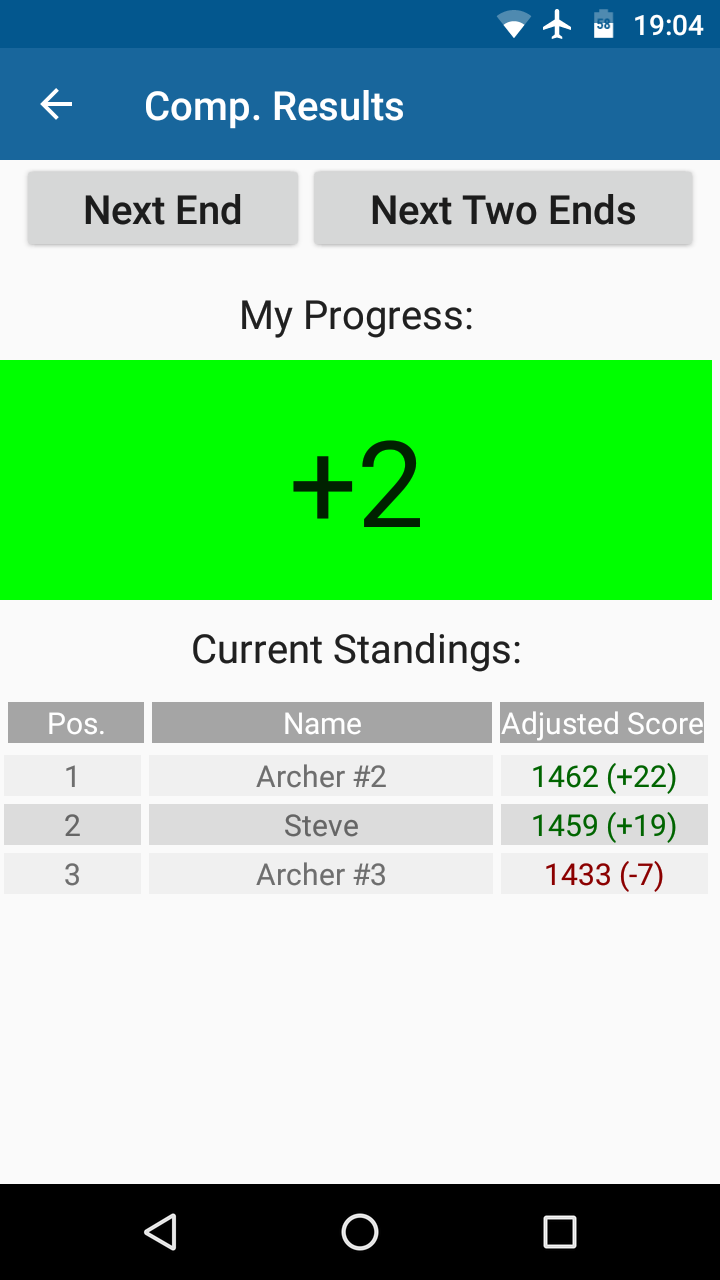 58 19:04
Comp. Results
Next End Next Two Ends
My Progress:
+2
Current Standings:
Pos. Name Adjusted Score
1 Archer #2 1462 (+22)
2 Steve 1459 (+19)
3 Archer #3 1433 (-7)